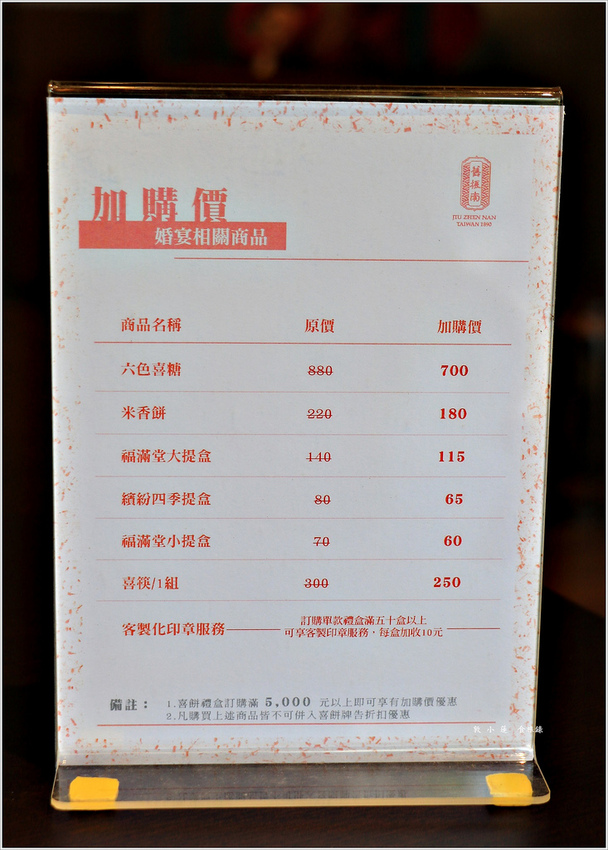 舊振南
JIU ZHEN NAN
TAIWAN 1890
加購價
婚宴相關商品
商品名稱 原價 加購價
六色喜糖 880 700
米香餅 220 180
福滿堂大提盒 140 115
繽紛四季提盒 80 65
福滿堂小提盒 70 60
喜筷/1組 300 250
客製化印章服務 訂購單款禮盒滿五十盒以上
可享客製印章服務，每盒加收10元
備註： 1.喜餅禮盒訂購滿 5,000 元以上即可享有加購價優惠
2.凡購買上述商品皆不可併入喜餅牌告折扣優惠